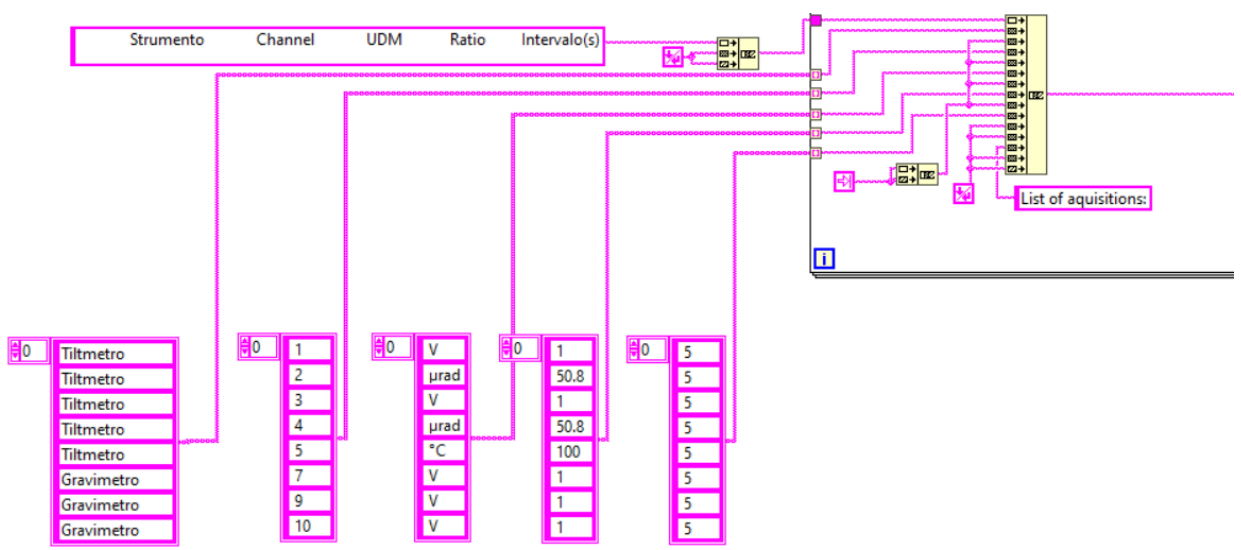 Strumento Channel UDM Ratio Intervalo(s)
List of aquisitions:
i
0 0 0 0 0
Tiltmetro 1 V 1 5
Tiltmetro 2 µrad 50.8 5
Tiltmetro 3 V 1 5
Tiltmetro 4 µrad 50.8 5
Tiltmetro 5 °C 100 5
Gravimetro 7 V 1 5
Gravimetro 9 V 1 5
Gravimetro 10 V 1 5